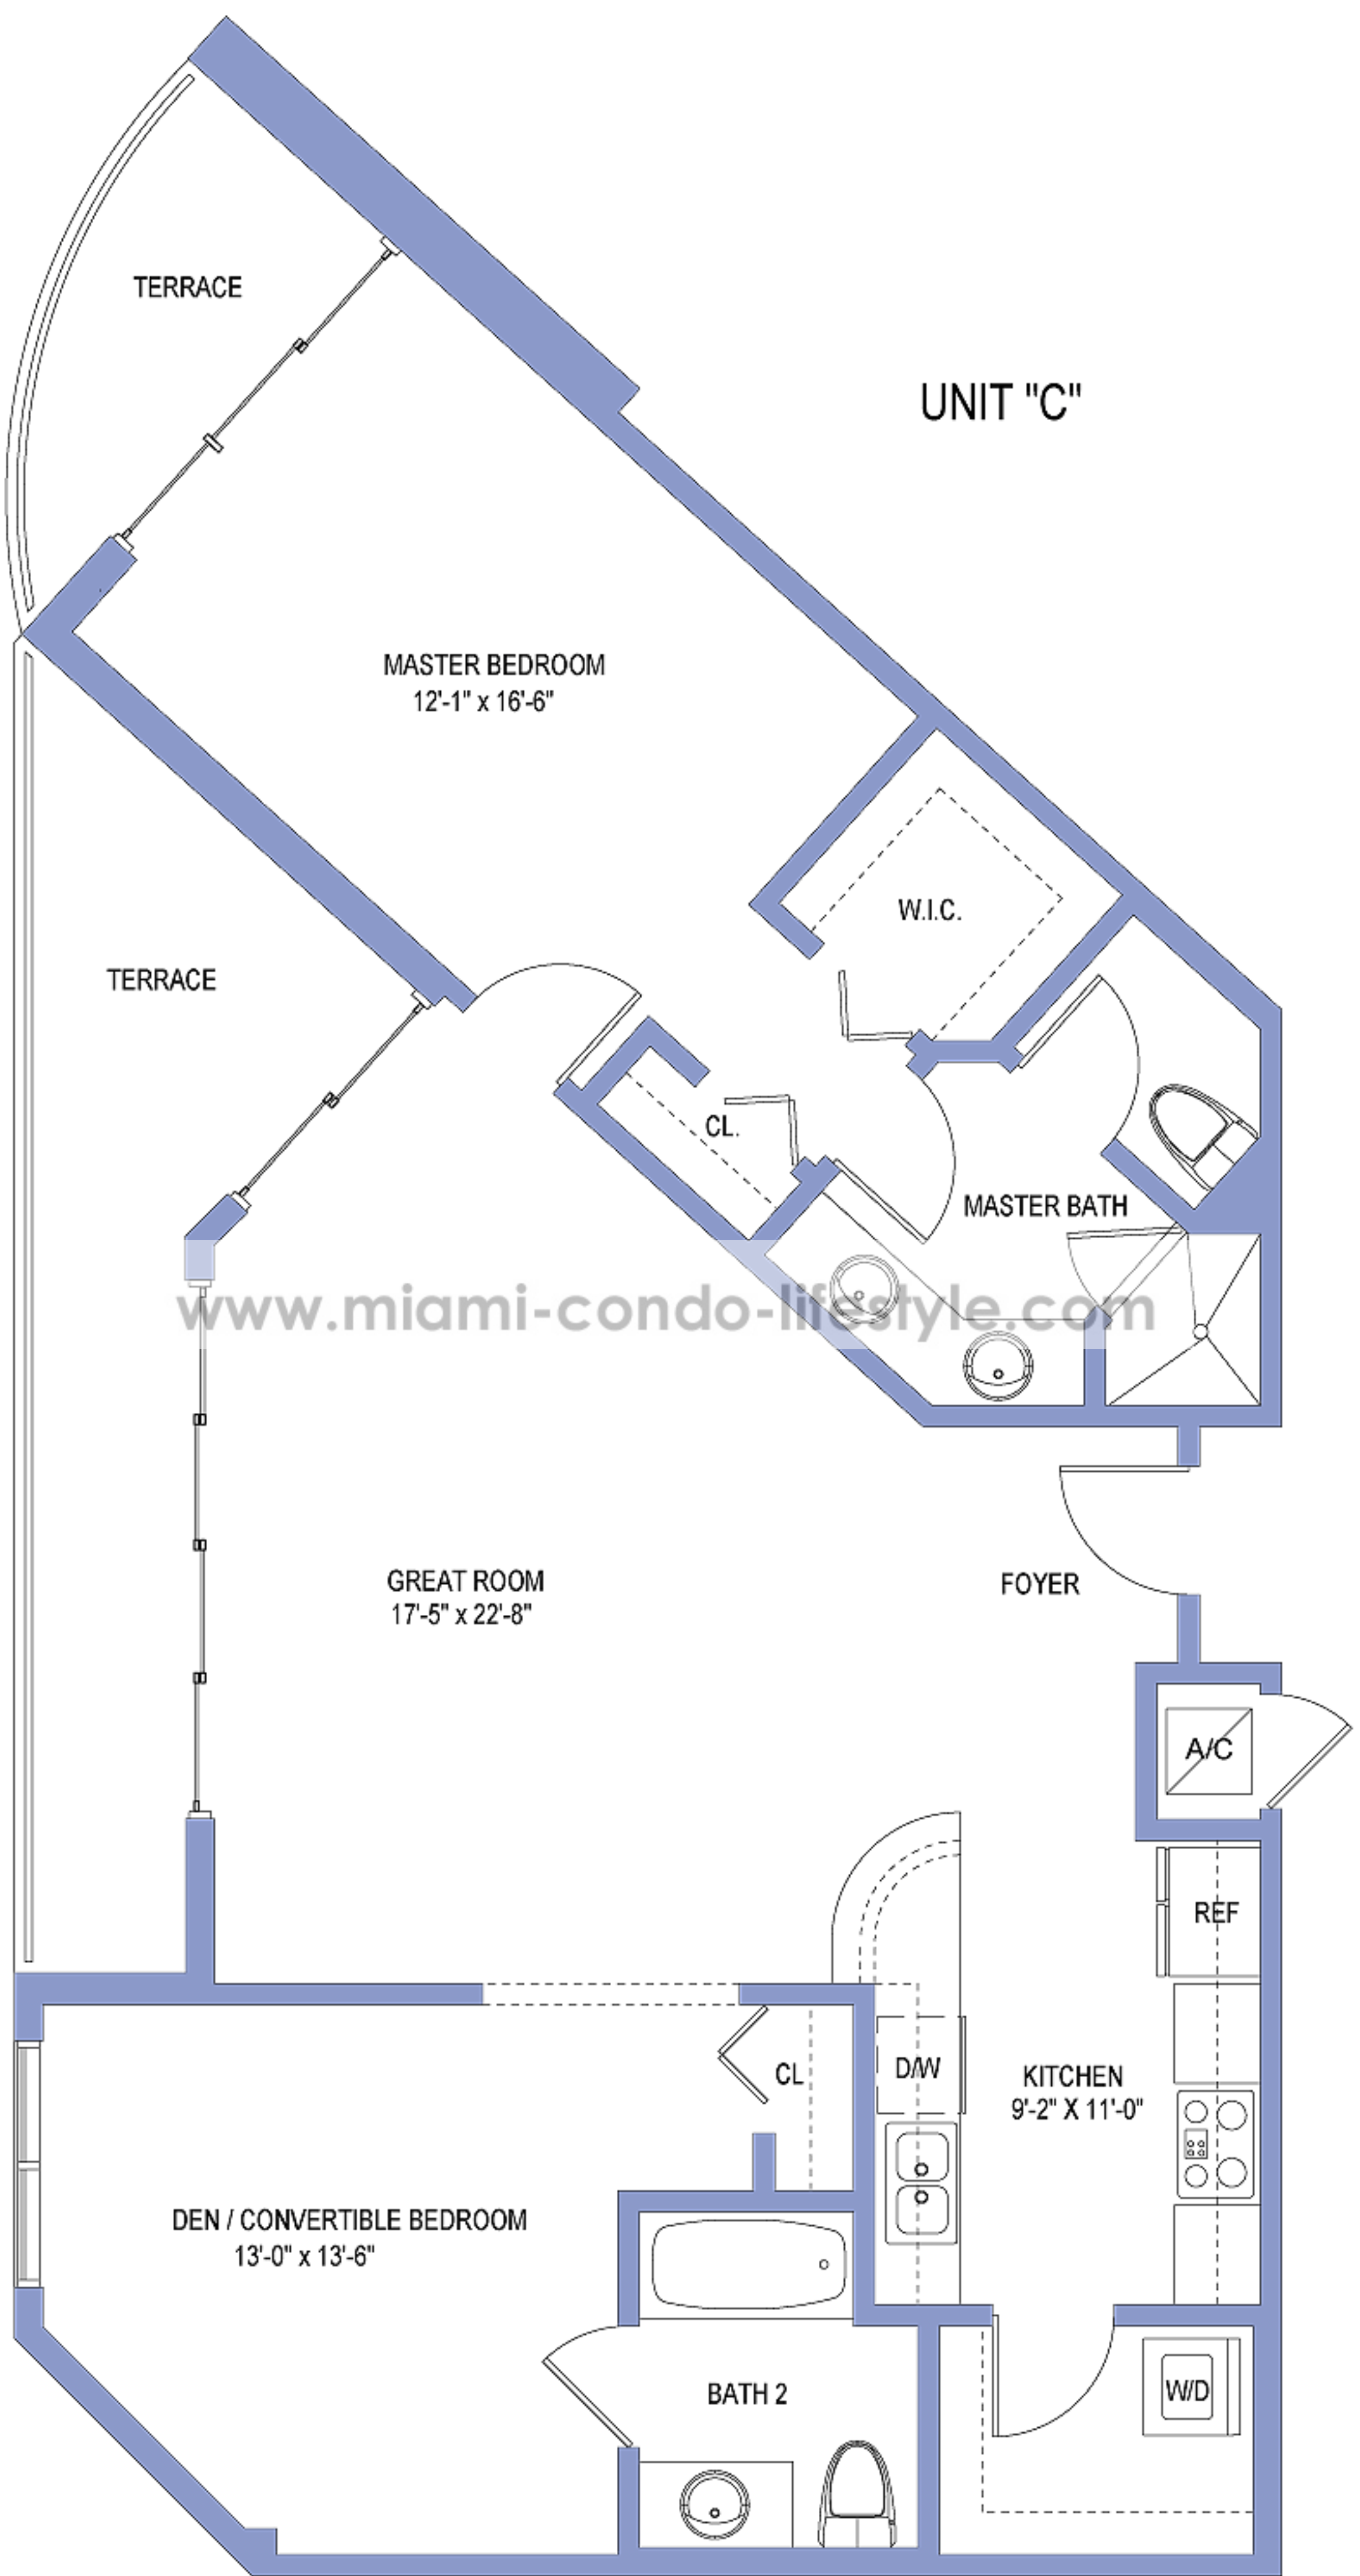 TERRACE
UNIT "C"
MASTER BEDROOM
12'-1" x 16'-6"
W.I.C.
TERRACE
CL.
MASTER BATH
www.miami-condo-lifestyle.com
GREAT ROOM
17'-5" x 22'-8"
FOYER
A/C
REF
D/W
CL
KITCHEN
9'-2" X 11'-0"
DEN / CONVERTIBLE BEDROOM
13'-0" x 13'-6"
BATH 2
W/D